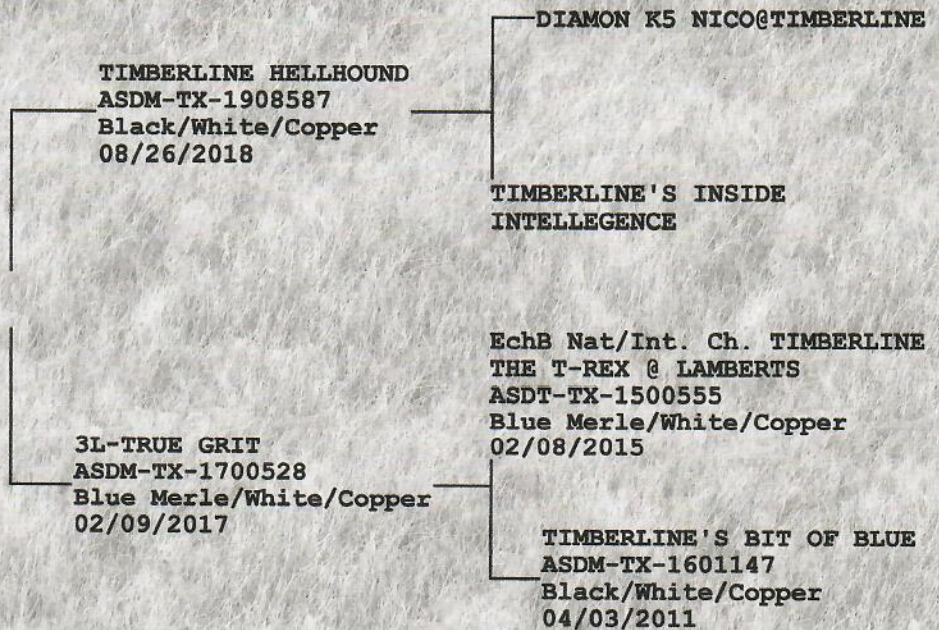 DIAMON K5 NICO@TIMBERLINE
TIMBERLINE HELLHOUND
ASDM-TX-1908587
Black/White/Copper
08/26/2018
TIMBERLINE'S INSIDE
INTELLEGENCE
EchB Nat/Int. Ch. TIMBERLINE
THE T-REX @ LAMBERTS
ASDT-TX-1500555
Blue Merle/White/Copper
02/08/2015
3L-TRUE GRIT
ASDM-TX-1700528
Blue Merle/White/Copper
02/09/2017
TIMBERLINE'S BIT OF BLUE
ASDM-TX-1601147
Black/White/Copper
04/03/2011